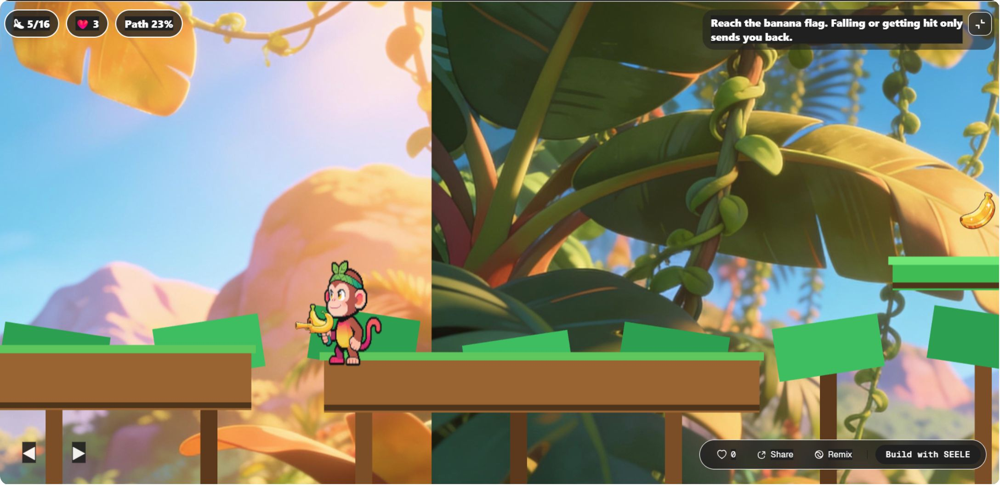 5/16
3
Path 23%
Reach the banana flag. Falling or getting hit only
sends you back.
0
Share
Remix
Build with SEELE